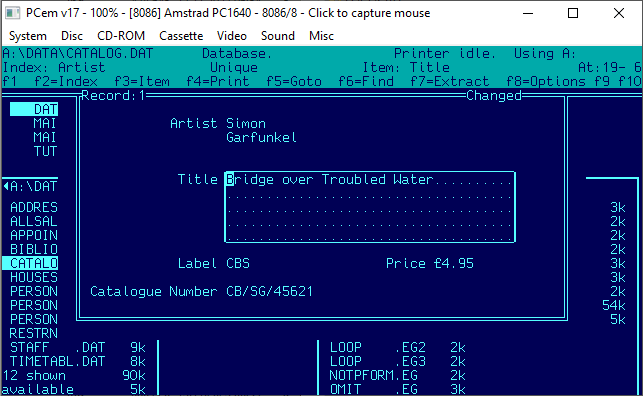 PCem v17 - 100% - [8086] Amstrad PC1640 - 8086/8 - Click to capture mouse
System Disc CD-ROM Cassette Video Sound Misc
A:\DATA\CATALOG.DAT Database. Printer idle. Using A:
Index: Artist Unique Item: Title At:19- 6
f1 f2=Index f3=Item f4=Print f5=Goto f6=Find f7=Extract f8=Options f9 f10
Record:1 Changed
DAT
MAI Artist Simon
MAI Garfunkel
TUT
Title Bridge over Troubled Water
A:\DAT
ADDRES 3k
ALLSAL 2k
APPOIN 2k
BIBLIO 2k
CATALO Label CBS Price £4.95 3k
HOUSES 3k
PERSON Catalogue Number CB/SG/45621 2k
PERSON 54k
PERSON 5k
RESTRN
STAFF .DAT 9k LOOP .EG2 2k
TIMETABL.DAT 8k LOOP .EG3 2k
12 shown 90k NOTPFORM.EG 2k
available 5k OMIT .EG 3k